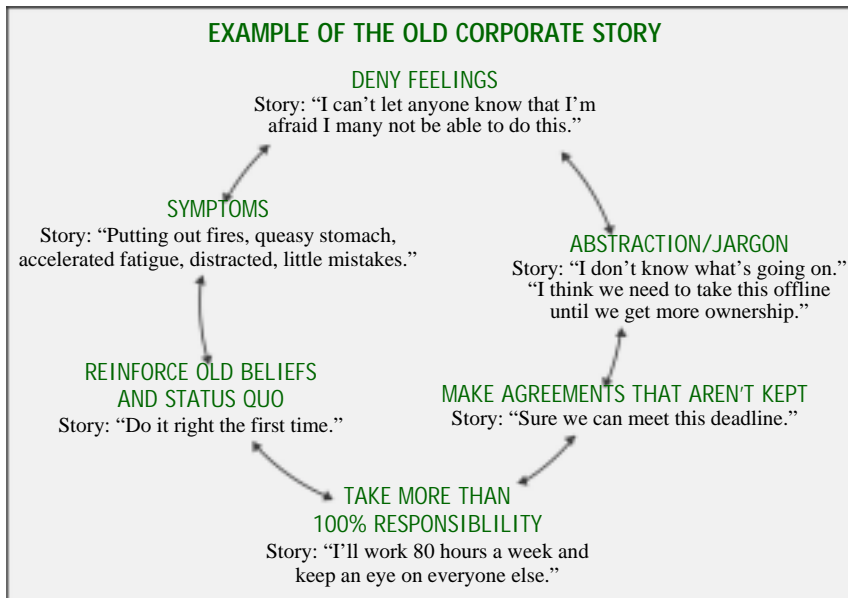 EXAMPLE OF THE OLD CORPORATE STORY
DENY FEELINGS
Story: “I can’t let anyone know that I’m
afraid I many not be able to do this.”
SYMPTOMS
Story: “Putting out fires, queasy stomach,
accelerated fatigue, distracted, little mistakes.”
ABSTRACTION/JARGON
Story: “I don’t know what’s going on.”
“I think we need to take this offline
until we get more ownership.”
REINFORCE OLD BELIEFS
AND STATUS QUO
Story: “Do it right the first time.”
MAKE AGREEMENTS THAT AREN’T KEPT
Story: “Sure we can meet this deadline.”
TAKE MORE THAN
100% RESPONSIBLILITY
Story: “I’ll work 80 hours a week and
keep an eye on everyone else.”